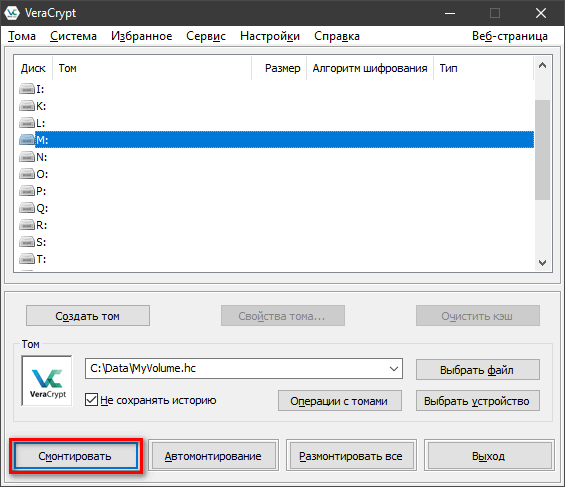 VeraCrypt
Тома Система Избранное Сервис Настройки Справка Веб-страница
Диск Том Размер Алгоритм шифрования Тип
I:
K:
L:
M:
N:
O:
P:
Q:
R:
S:
T:
Создать том Свойства тома... Очистить кэш
Том
C:\Data\MyVolume.hc Выбрать файл
VeraCrypt Не сохранять историю Операции с томами Выбрать устройство
Смонтировать Автомонтирование Размонтировать все Выход